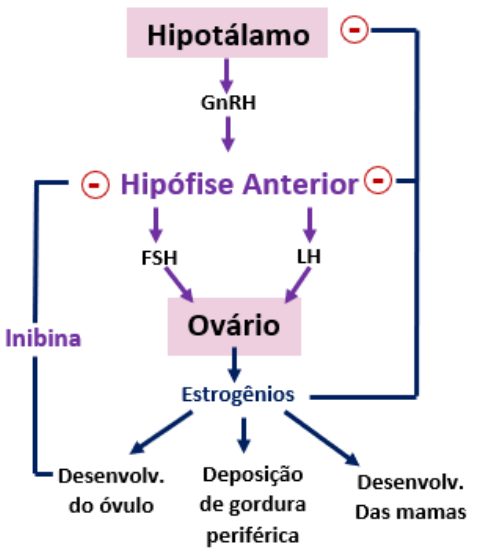 Hipotálamo
-
GnRH
- Hipófise Anterior -
FSH LH
Ovário
Inibina
Estrogênios
Desenvolv.
do óvulo
Deposição
de gordura
periférica
Desenvolv.
Das mamas